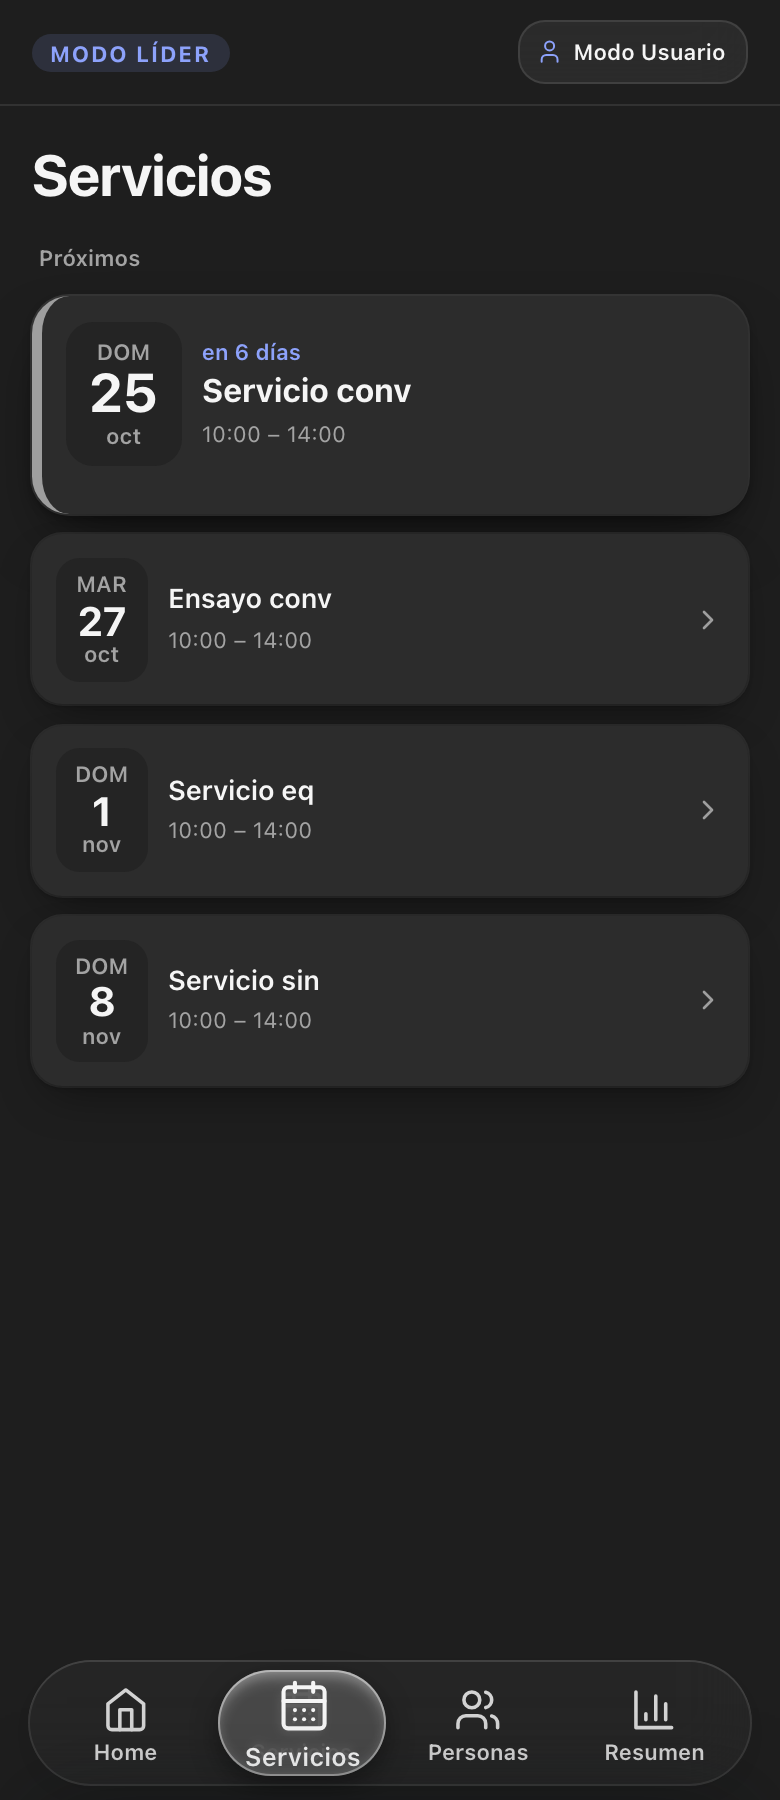 MODO LÍDER
Modo Usuario
Servicios
Próximos
DOM
25
oct
en 6 días
Servicio conv
10:00 – 14:00
MAR
27
oct
Ensayo conv
10:00 – 14:00
DOM
1
nov
Servicio eq
10:00 – 14:00
DOM
8
nov
Servicio sin
10:00 – 14:00
Home
Servicios
Personas
Resumen